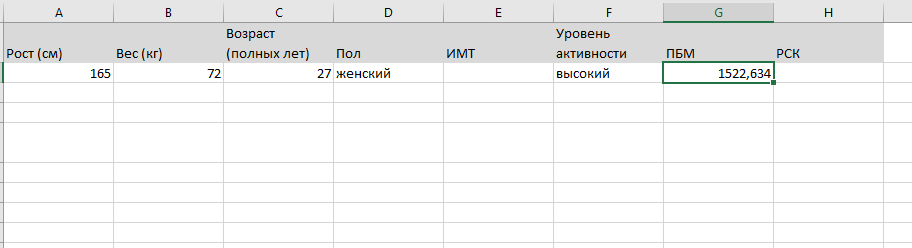 A B C D E F G H
Возраст Уровень
Рост (см) Вес (кг) (полных лет) Пол ИМТ активности ПБМ РСК
165 72 27 женский высокий 1522,634